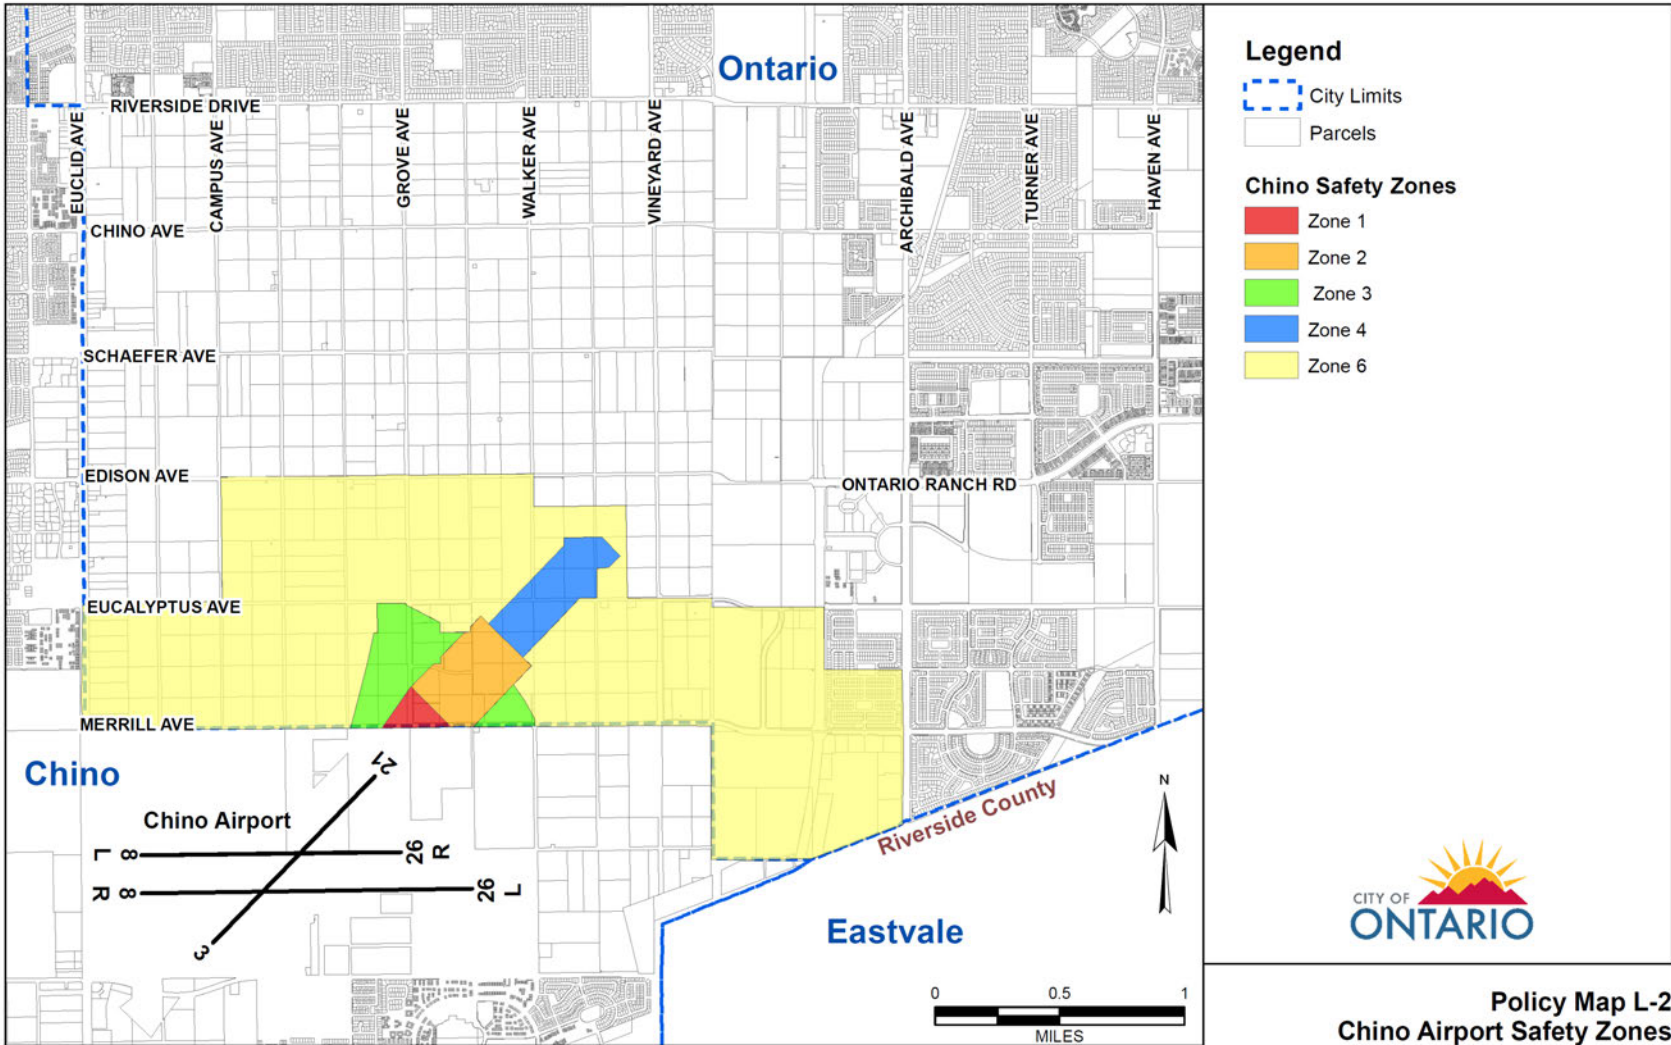 Ontario
RIVERSIDE DRIVE
EUCLID AVE
CAMPUS AVE
GROVE AVE
WALKER AVE
VINEYARD AVE
ARCHIBALD AVE
TURNER AVE
HAVEN AVE
CHINO AVE
SCHAEFER AVE
EDISON AVE
ONTARIO RANCH RD
EUCALYPTUS AVE
MERRILL AVE
Chino
21
Chino Airport
L 8
26 R
R 8
26 L
3
Riverside County
Eastvale
N
0 0.5 1
MILES
Legend
City Limits
Parcels
Chino Safety Zones
Zone 1
Zone 2
Zone 3
Zone 4
Zone 6
CITY OF
ONTARIO
Policy Map L-2
Chino Airport Safety Zones